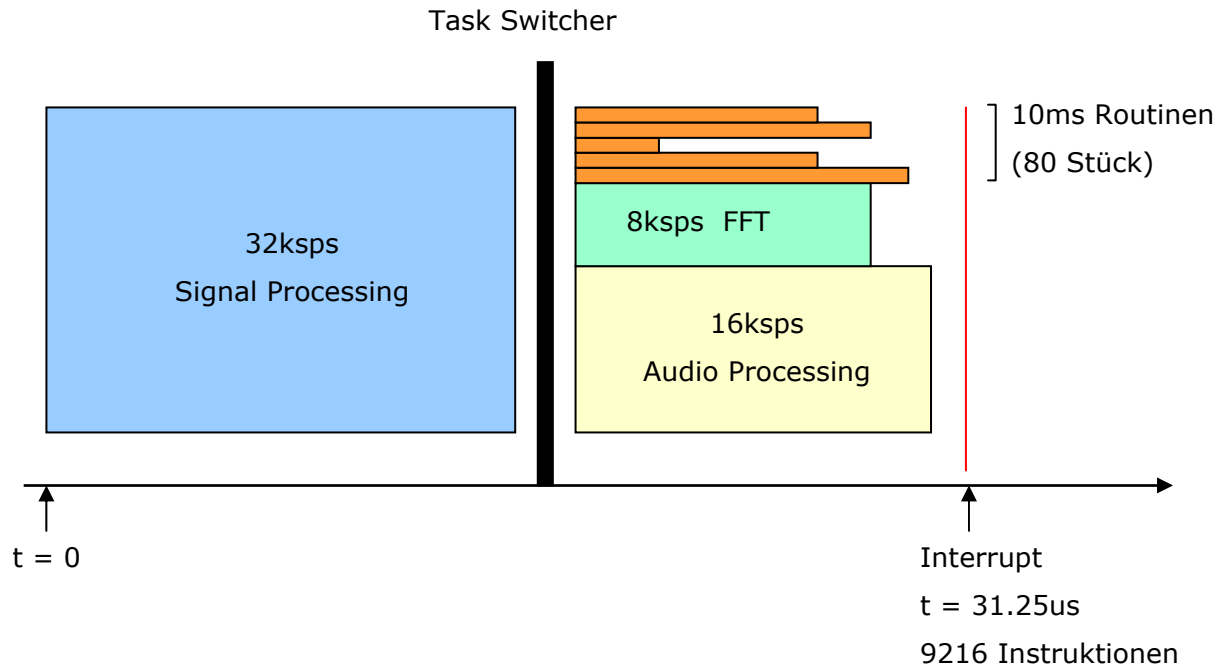 Task Switcher
32ksps
Signal Processing
10ms Routinen
(80 Stück)
8ksps FFT
16ksps
Audio Processing
t = 0
Interrupt
t = 31.25us
9216 Instruktionen